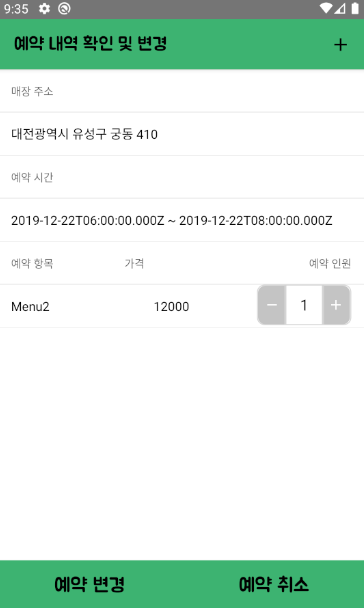 9:35
예약 내역 확인 및 변경 +
매장 주소
대전광역시 유성구 궁동 410
예약 시간
2019-12-22T06:00:00.000Z ~ 2019-12-22T08:00:00.000Z
예약 항목 가격 예약 인원
Menu2 12000 − 1 +
예약 변경 예약 취소